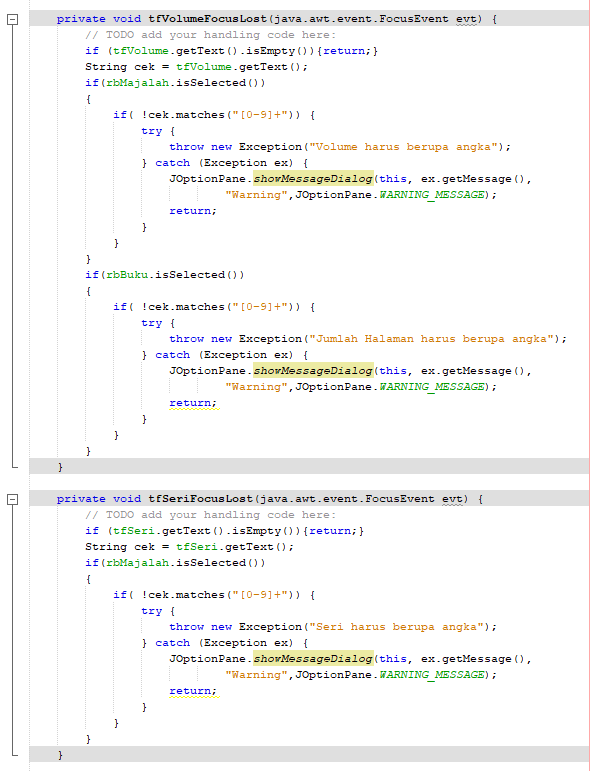 private void tfVolumeFocusLost(java.awt.event.FocusEvent evt) {
// TODO add your handling code here:
if (tfVolume.getText().isEmpty()){return;}
String cek = tfVolume.getText();
if(rbMajalah.isSelected())
{
if( !cek.matches("[0-9]+")) {
try {
throw new Exception("Volume harus berupa angka");
} catch (Exception ex) {
JOptionPane.showMessageDialog(this, ex.getMessage(),
"Warning",JOptionPane.WARNING_MESSAGE);
return;
}
}
}
if(rbBuku.isSelected())
{
if( !cek.matches("[0-9]+")) {
try {
throw new Exception("Jumlah Halaman harus berupa angka");
} catch (Exception ex) {
JOptionPane.showMessageDialog(this, ex.getMessage(),
"Warning",JOptionPane.WARNING_MESSAGE);
return;
}
}
}
}
private void tfSeriFocusLost(java.awt.event.FocusEvent evt) {
// TODO add your handling code here:
if (tfSeri.getText().isEmpty()){return;}
String cek = tfSeri.getText();
if(rbMajalah.isSelected())
{
if( !cek.matches("[0-9]+")) {
try {
throw new Exception("Seri harus berupa angka");
} catch (Exception ex) {
JOptionPane.showMessageDialog(this, ex.getMessage(),
"Warning",JOptionPane.WARNING_MESSAGE);
return;
}
}
}
}